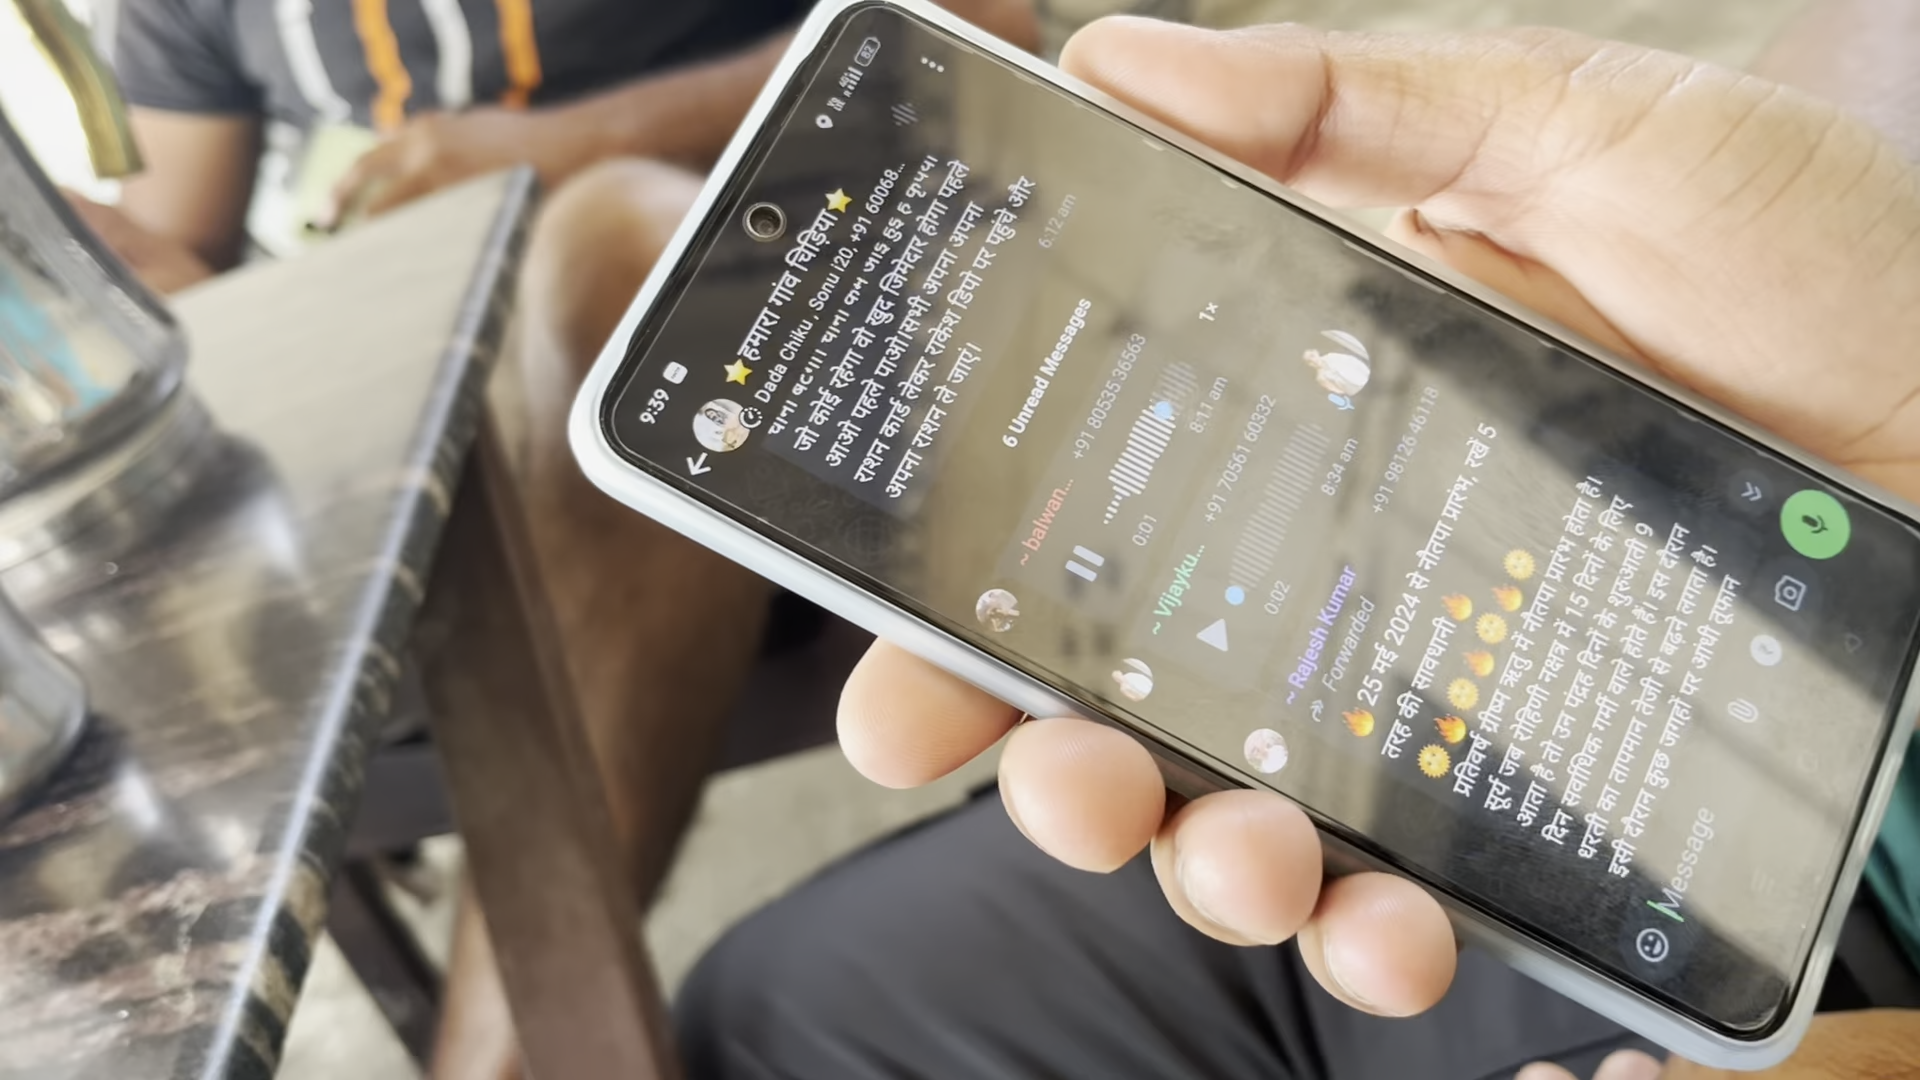 9:39
82
⭐हमारा गांव चिड़िया⭐
Dada Chiku, Sonu i20, +91 60068...
जो कोई रहेगा वो खुद जिमेदार होगा पहले
आओ पहले पाओ सभी अपना अपना
राशन कार्ड लेकर राकेश डिपो पर पहुंचे और
अपना राशन ले जाएं।
6:12 am
6 Unread Messages
~ balwan... +91 80535 36563
1x
0:01
8:11 am
~ Vijayku... +91 70561 60832
0:02
8:34 am
~ Rajesh Kumar +91 98126 46118
Forwarded
🔥 25 मई 2024 से नौतपा प्रारंभ, रखें 5
तरह की सावधानी 🔥
🌞🔥🌞🔥🌞🔥🌞
प्रतिवर्ष ग्रीष्म ऋतु में नौतपा प्रारंभ होता है।
सूर्य जब रोहिणी नक्षत्र में 15 दिनों के लिए
आता है तो उन पंद्रह दिनों के शुरुआती 9
दिन सर्वाधिक गर्मी वाले होते हैं। इस दौरान
धरती का तापमान तेजी से बढ़ने लगता है।
इसी दौरान कुछ जगहों पर आंधी तूफान
Message